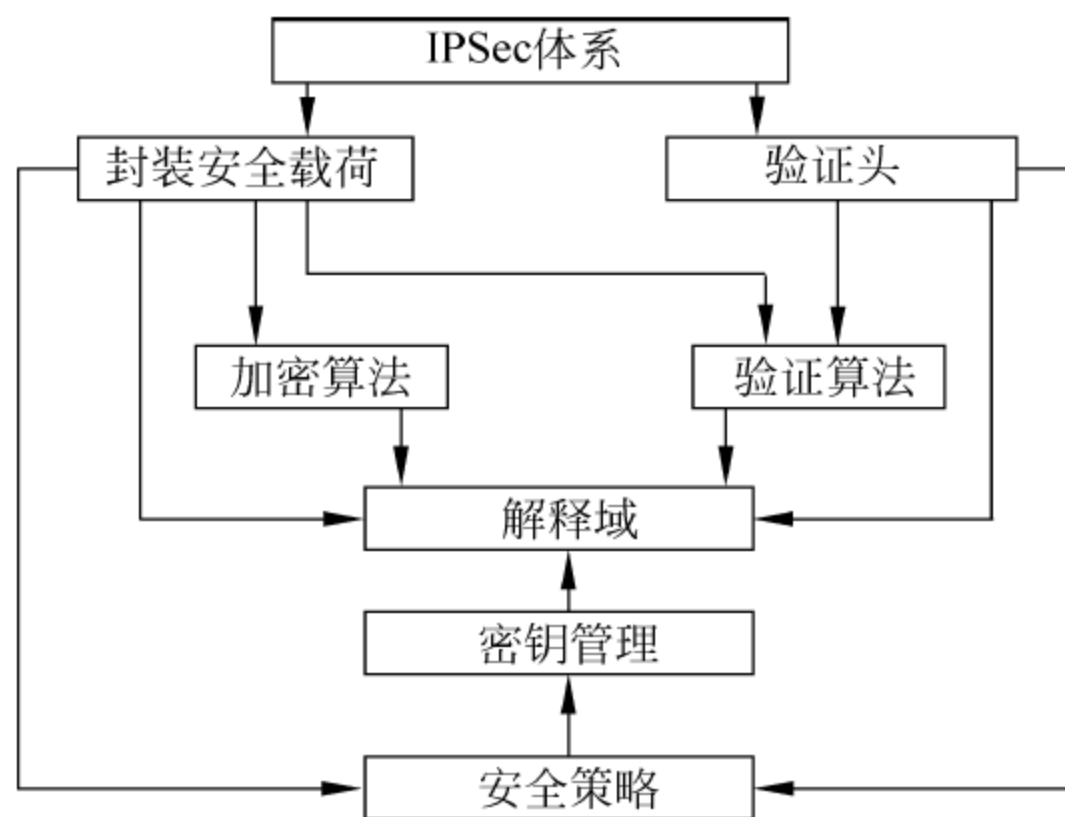 IPSec体系
封装安全载荷
验证头
加密算法
验证算法
解释域
密钥管理
安全策略